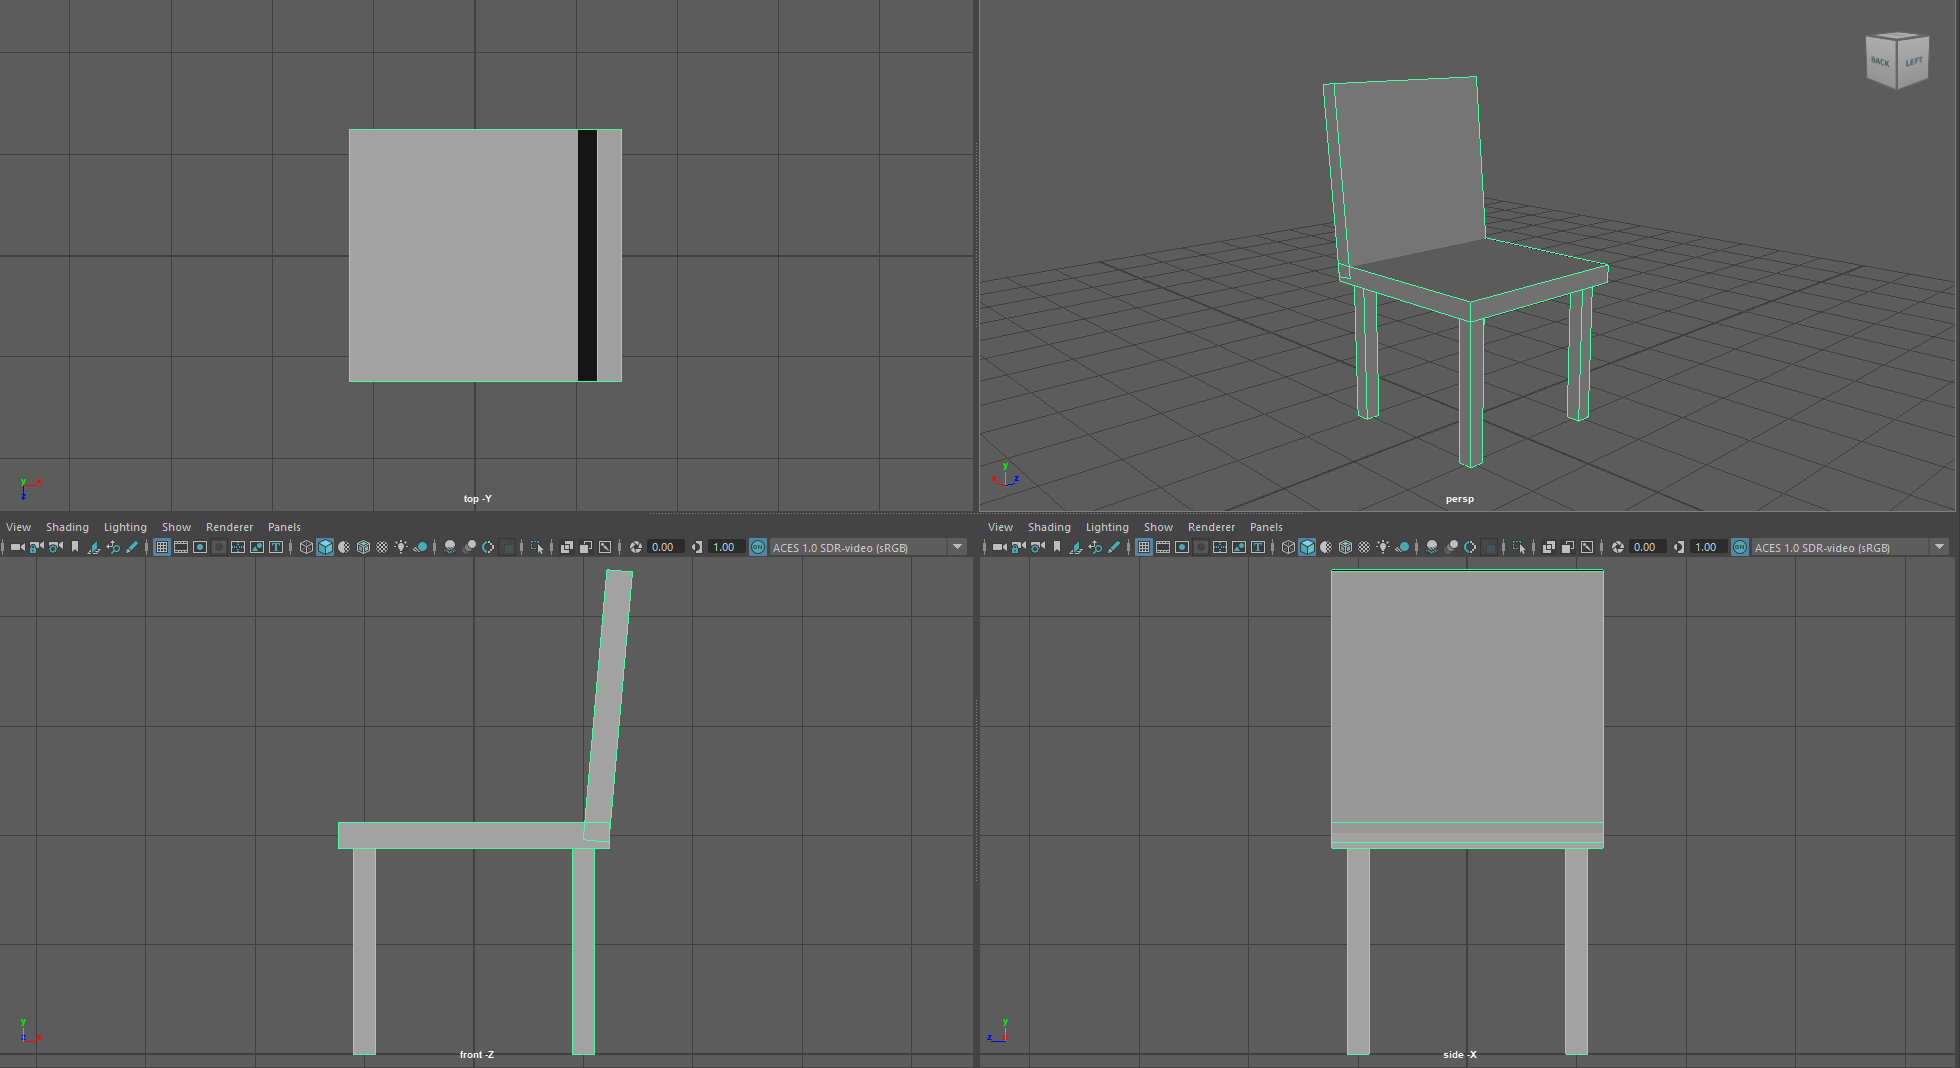 BACK LEFT
y x
z
top -Y
y
x z
persp
View Shading Lighting Show Renderer Panels
View Shading Lighting Show Renderer Panels
0.00 1.00 ON ACES 1.0 SDR-video (sRGB)
0.00 1.00 ON ACES 1.0 SDR-video (sRGB)
y
z x
front -Z
y
z
side -X